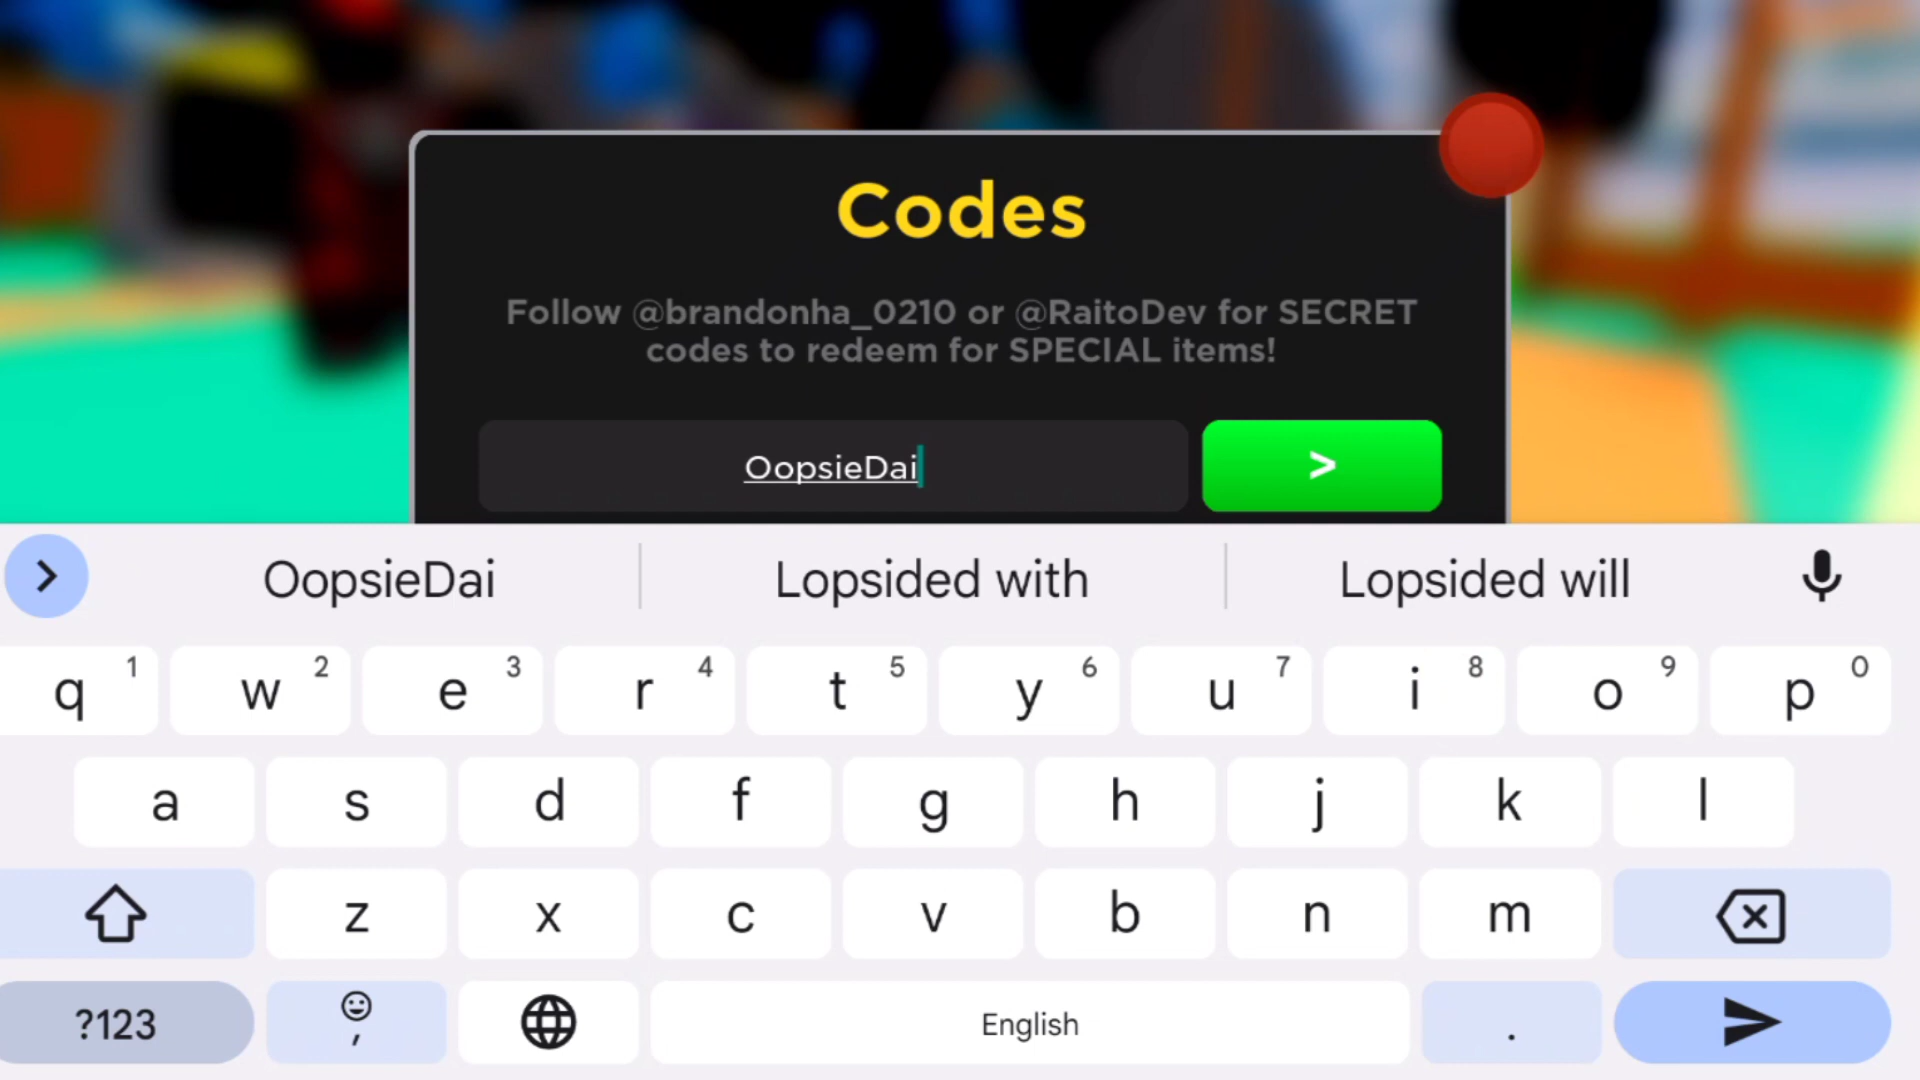 Codes
Follow @brandonha_0210 or @RaitoDev for SECRET
codes to redeem for SPECIAL items!
OopsieDai
>
OopsieDai
Lopsided with
Lopsided will
q 1 w 2 e 3 r 4 t 5 y 6 u 7 i 8 o 9 p 0
a s d f g h j k l
z x c v b n m
?123 , English .